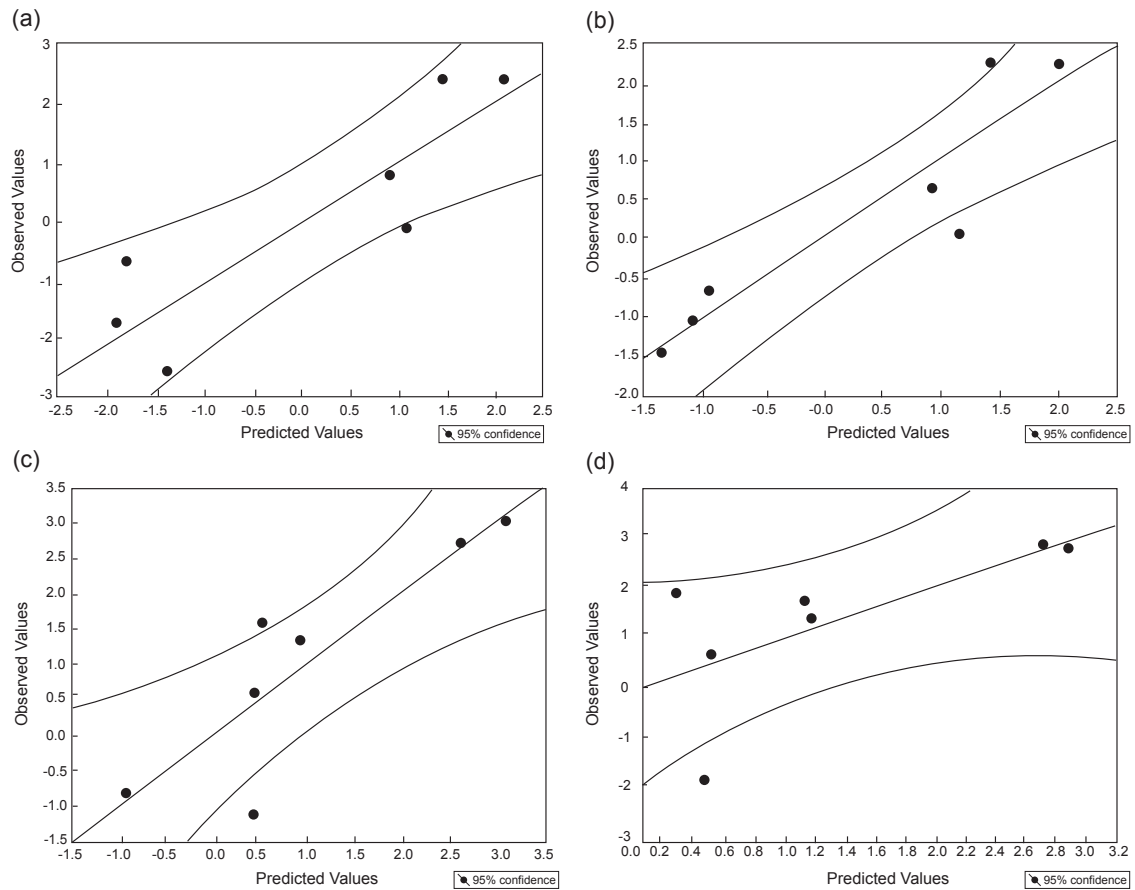 (a)
3
2
1
0
-1
-2
-3
-2.5 -2.0 -1.5 -1.0 -0.5 0.0 0.5 1.0 1.5 2.0 2.5
Observed Values
Predicted Values
95% confidence
(b)
2.5
2.0
1.5
1.0
0.5
0.0
-0.5
-1.0
-1.5
-2.0
-1.5 -1.0 -0.5 -0.0 0.5 1.0 1.5 2.0 2.5
Observed Values
Predicted Values
95% confidence
(c)
3.5
3.0
2.5
2.0
1.5
1.0
0.5
0.0
-0.5
-1.0
-1.5
-1.5 -1.0 -0.5 0.0 0.5 1.0 1.5 2.0 2.5 3.0 3.5
Observed Values
Predicted Values
95% confidence
(d)
4
3
2
1
0
-1
-2
-3
0.0 0.2 0.4 0.6 0.8 1.0 1.2 1.4 1.6 1.8 2.0 2.2 2.4 2.6 2.8 3.0 3.2
Observed Values
Predicted Values
95% confidence